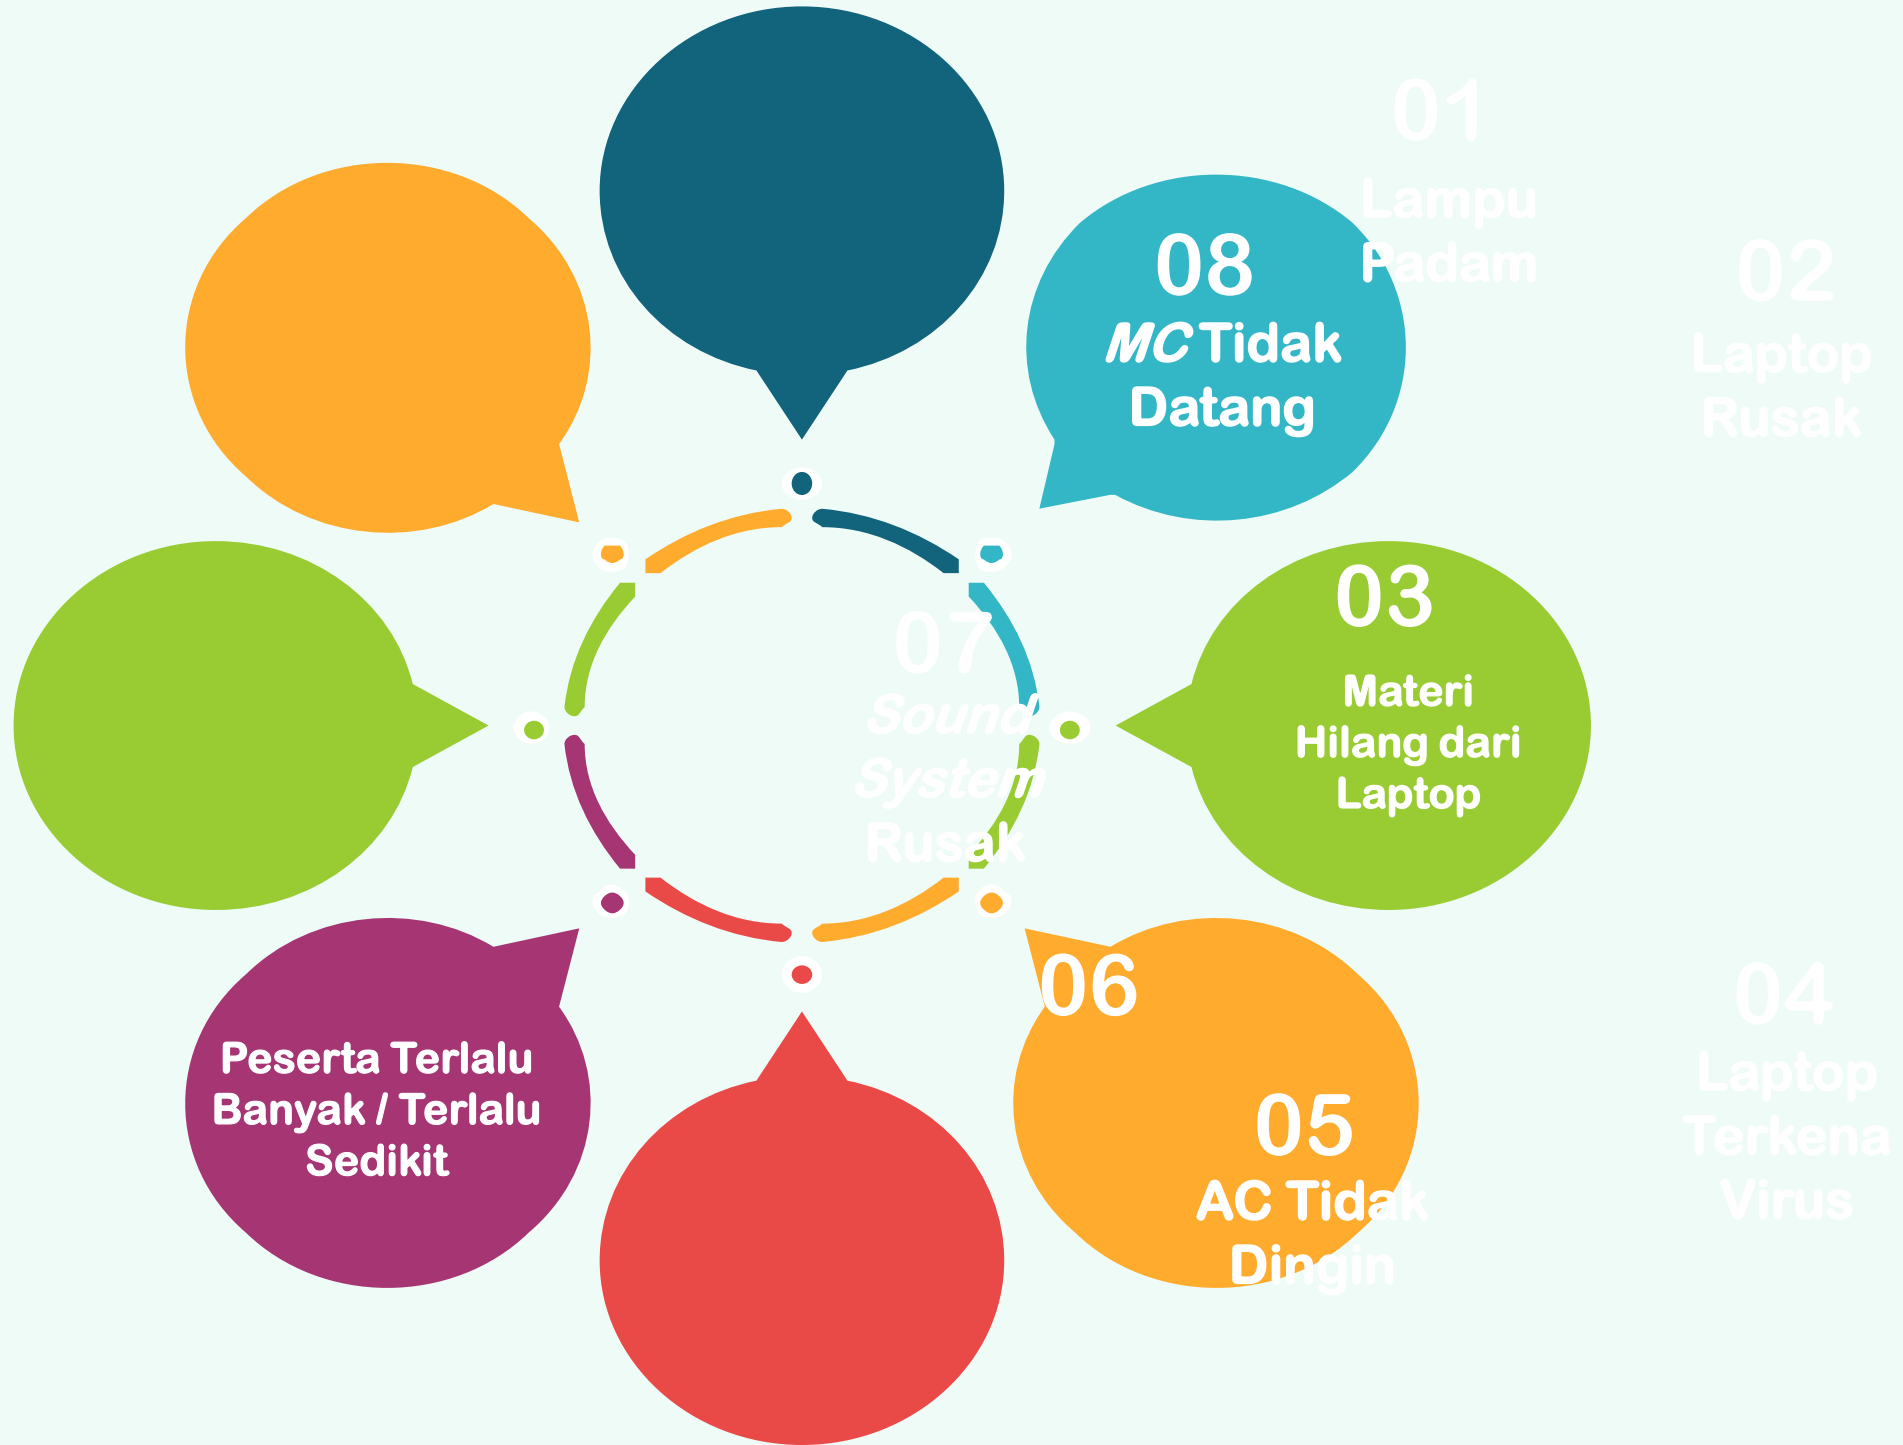 01
Lampu
Padam
02
Laptop
Rusak
08
MC Tidak
Datang
03
Materi
Hilang dari
Laptop
07
Sound
System
Rusak
06
Peserta Terlalu
Banyak / Terlalu
Sedikit
05
AC Tidak
Dingin
04
Laptop
Terkena
Virus